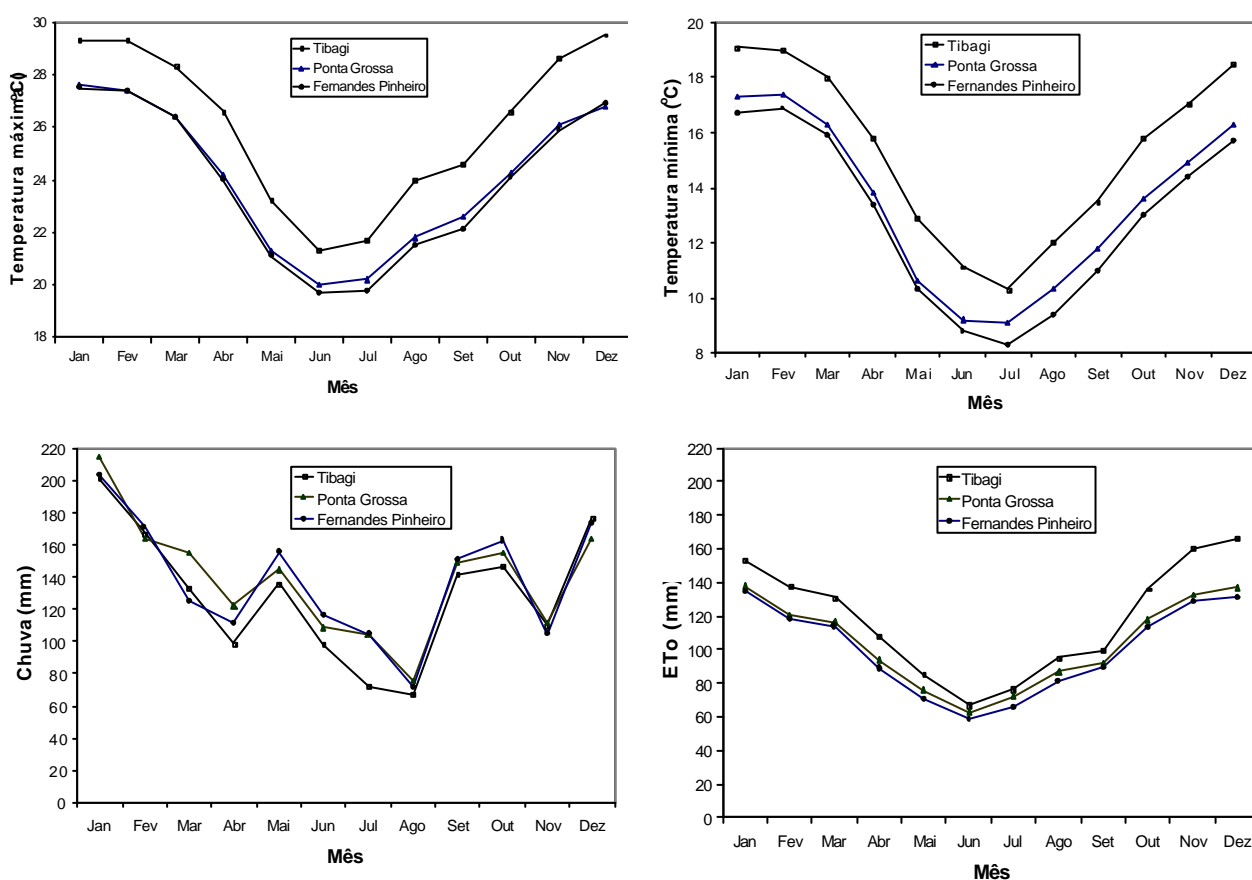 Temperatura máxima(ºC)
30
28
26
24
22
20
18
Tibagi
Ponta Grossa
Fernandes Pinheiro
Jan Fev Mar Abr Mai Jun Jul Ago Set Out Nov Dez
Mês
Temperatura mínima (ºC)
20
18
16
14
12
10
8
Tibagi
Ponta Grossa
Fernandes Pinheiro
Jan Fev Mar Abr Mai Jun Jul Ago Set Out Nov Dez
Mês
Chuva (mm)
220
200
180
160
140
120
100
80
60
40
20
0
Tibagi
Ponta Grossa
Fernandes Pinheiro
Jan Fev Mar Abr Mai Jun Jul Ago Set Out Nov Dez
Mês
ETo (mm)
220
200
180
160
140
120
100
80
60
40
20
0
Tibagi
Ponta Grossa
Fernandes Pinheiro
Jan Fev Mar Abr Mai Jun Jul Ago Set Out Nov Dez
Mês